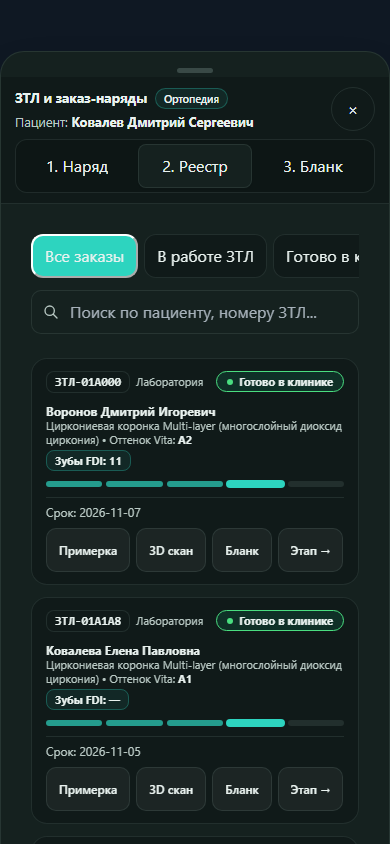 ЗТЛ и заказ-наряды Ортопедия
Пациент: Ковалев Дмитрий Сергеевич
×
1. Наряд 2. Реестр 3. Бланк
Все заказы В работе ЗТЛ Готово в к
Поиск по пациенту, номеру ЗТЛ...
ЗТЛ-01A000 Лаборатория Готово в клинике
Воронов Дмитрий Игоревич
Циркониевая коронка Multi-layer (многослойный диоксид
циркония) • Оттенок Vita: A2
Зубы FDI: 11
Срок: 2026-11-07
Примерка 3D скан Бланк Этап →
ЗТЛ-01A1A8 Лаборатория Готово в клинике
Ковалева Елена Павловна
Циркониевая коронка Multi-layer (многослойный диоксид
циркония) • Оттенок Vita: A1
Зубы FDI: —
Срок: 2026-11-05
Примерка 3D скан Бланк Этап →